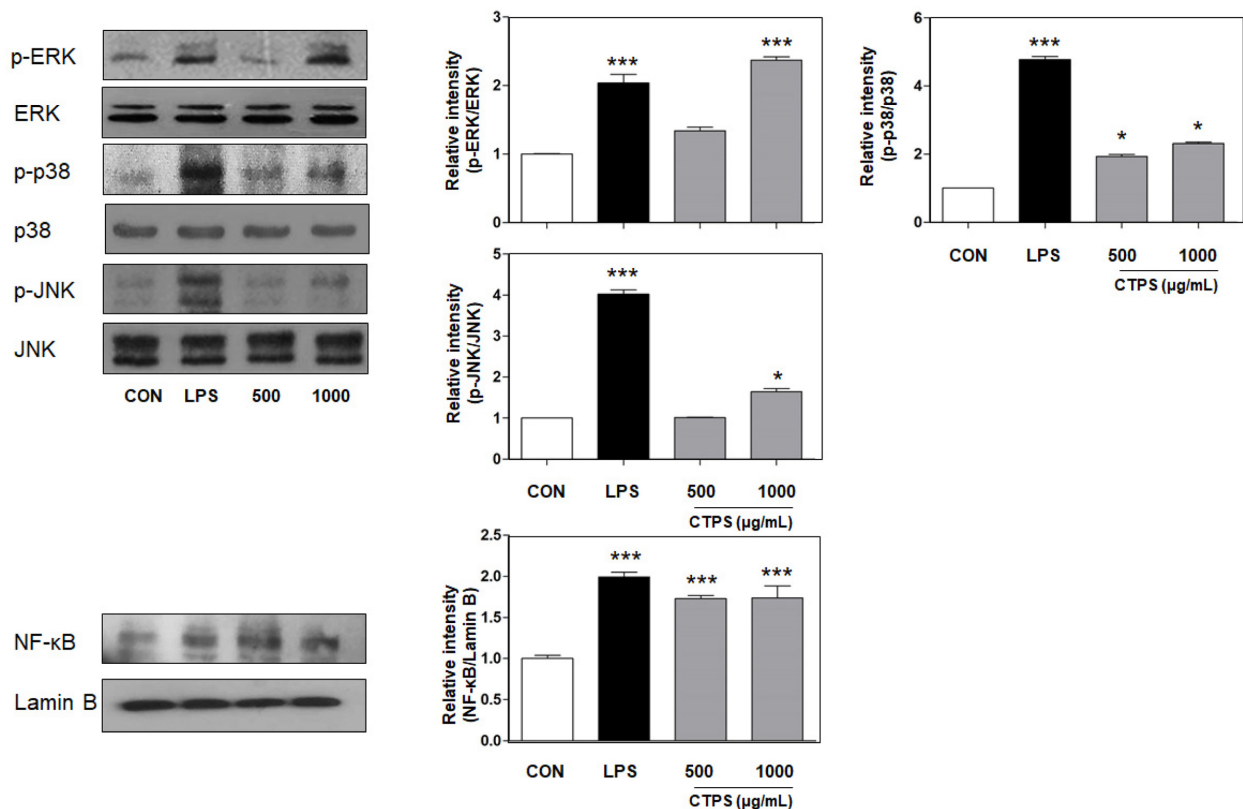 p-ERK
ERK
p-p38
p38
p-JNK
JNK
CON LPS 500 1000
NF-κB
Lamin B
Relative intensity
(p-ERK/ERK)
3
2
1
0
***
***
Relative intensity
(p-JNK/JNK)
5
4
3
2
1
0
***
*
CON LPS 500 1000
CTPS (µg/mL)
Relative intensity
(NF-κB/Lamin B)
2.5
2.0
1.5
1.0
0.5
0.0
***
***
***
CON LPS 500 1000
CTPS (µg/mL)
Relative intensity
(p-p38/p38)
6
4
2
0
***
*
*
CON LPS 500 1000
CTPS (µg/mL)